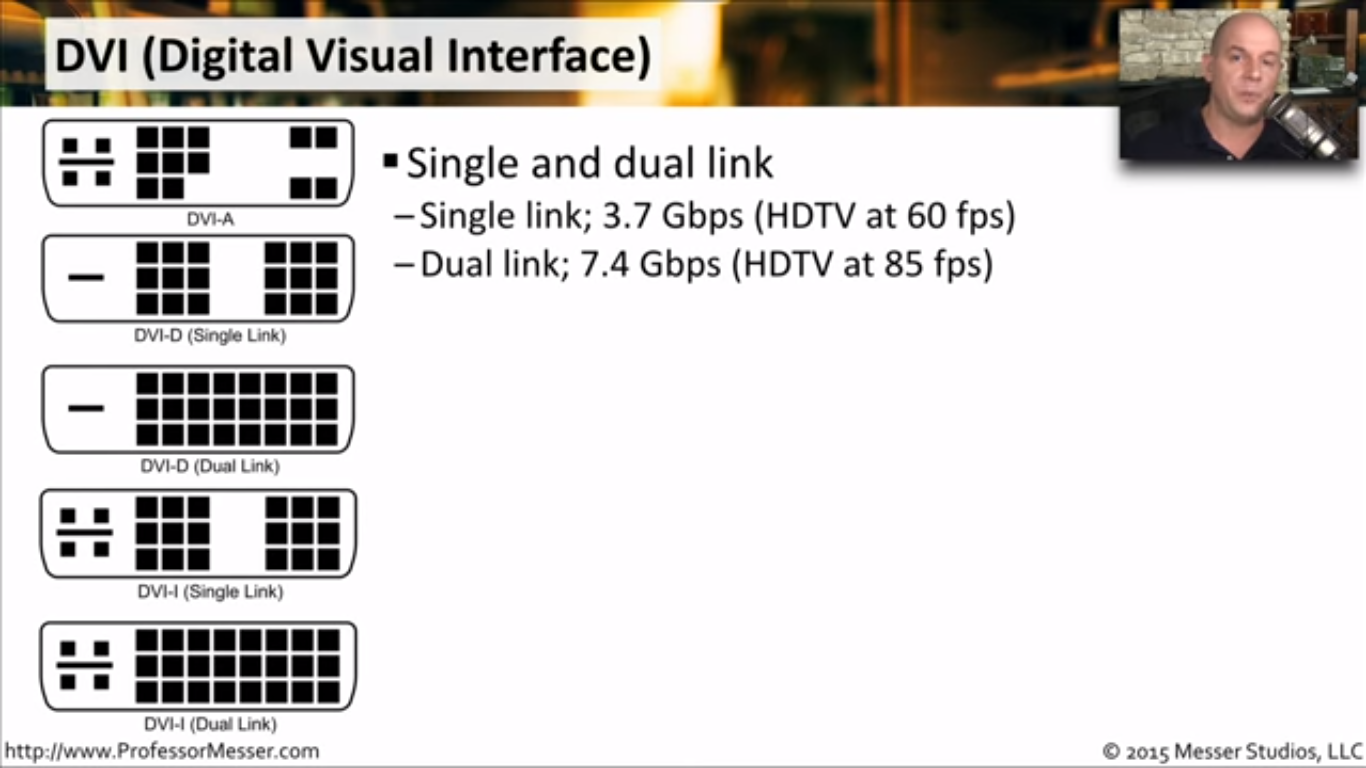 DVI (Digital Visual Interface)
DVI-A
DVI-D (Single Link)
DVI-D (Dual Link)
DVI-I (Single Link)
DVI-I (Dual Link)
▪ Single and dual link
– Single link; 3.7 Gbps (HDTV at 60 fps)
– Dual link; 7.4 Gbps (HDTV at 85 fps)
http://www.ProfessorMesser.com
© 2015 Messer Studios, LLC